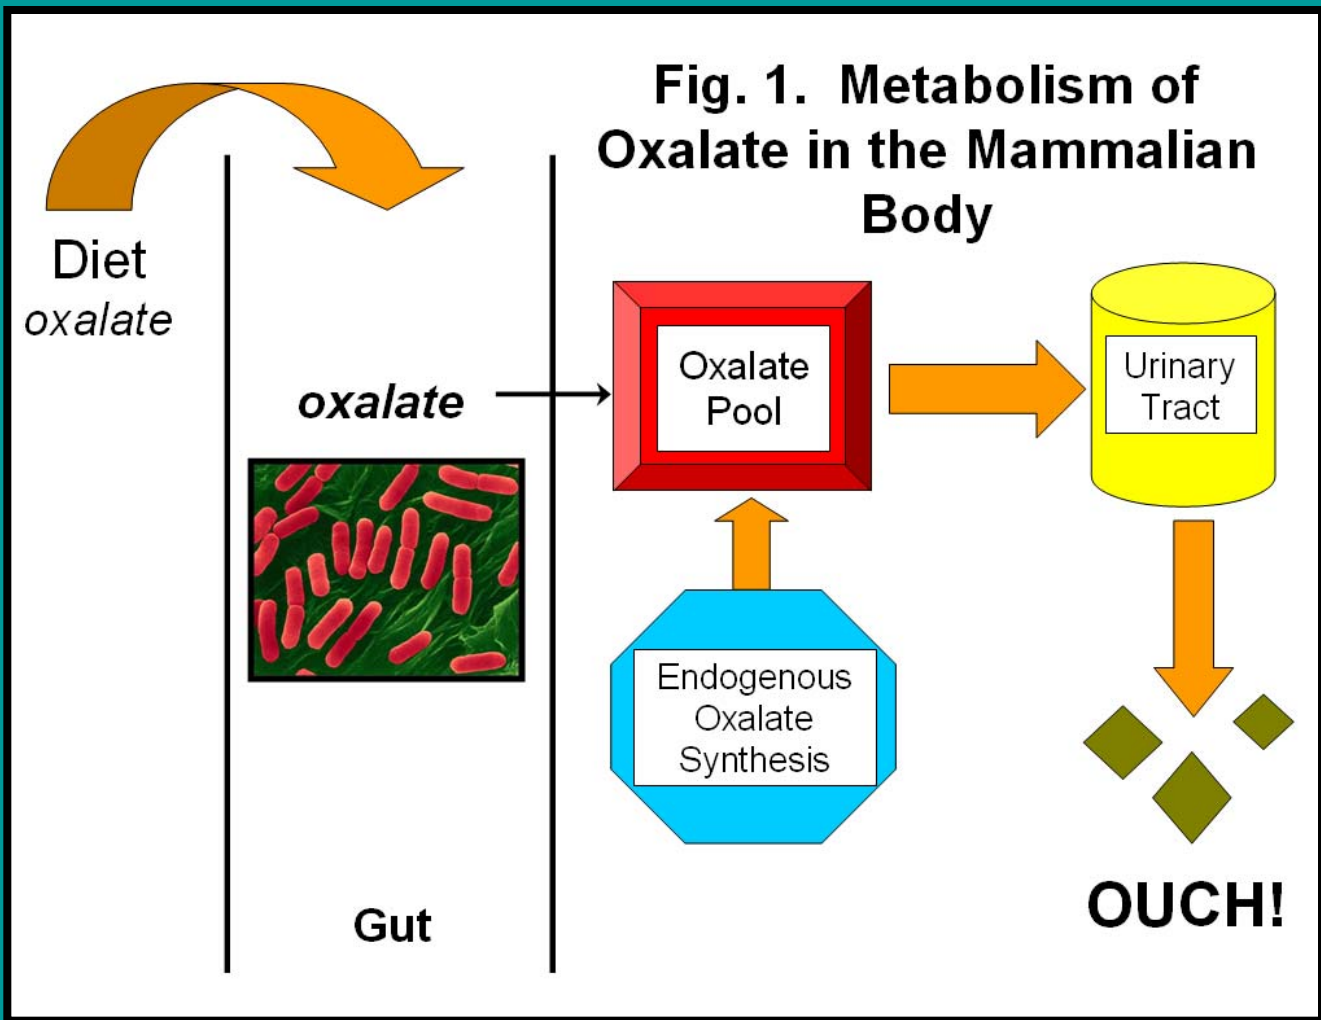 Fig. 1.  Metabolism of
Oxalate in the Mammalian
Body
Diet
oxalate
oxalate
Oxalate
Pool
Urinary
Tract
Endogenous
Oxalate
Synthesis
Gut
OUCH!